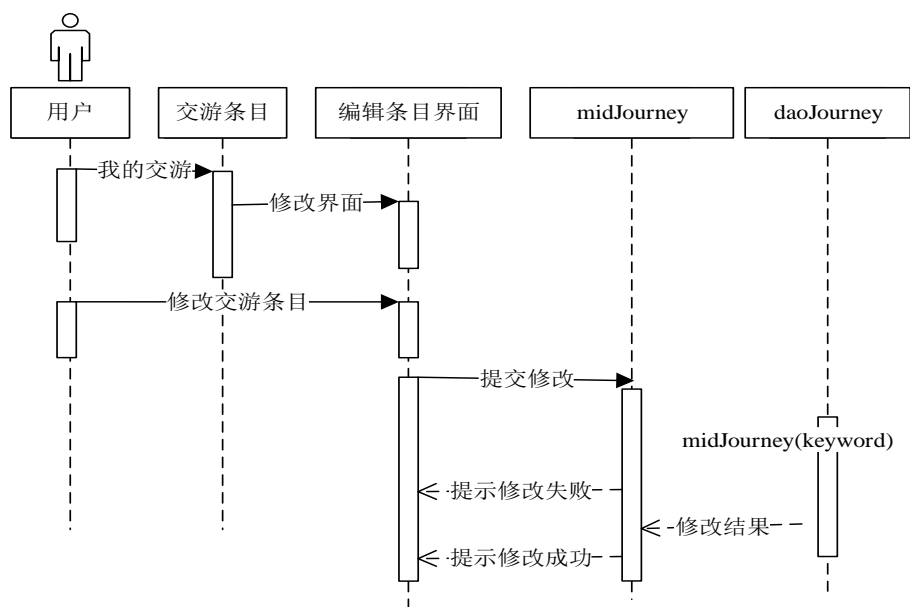 用户
交游条目
编辑条目界面
midJourney
daoJourney
我的交游
修改界面
修改交游条目
提交修改
midJourney(keyword)
提示修改失败
修改结果
提示修改成功